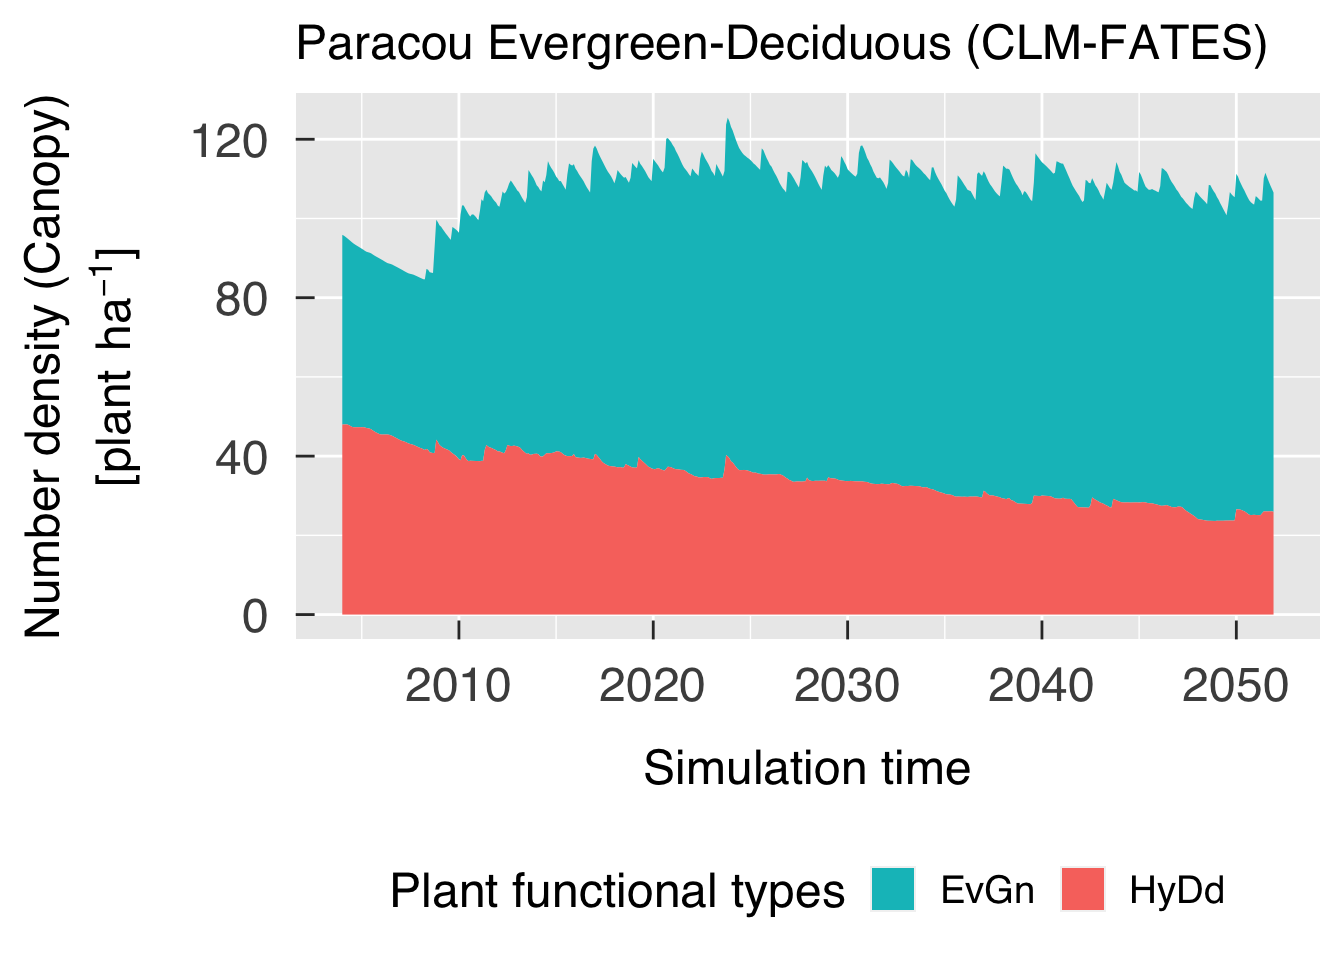 Paracou Evergreen-Deciduous (CLM-FATES)
Number density (Canopy)
[plant ha⁻¹]
120
80
40
0
2010 2020 2030 2040 2050
Simulation time
Plant functional types EvGn HyDd